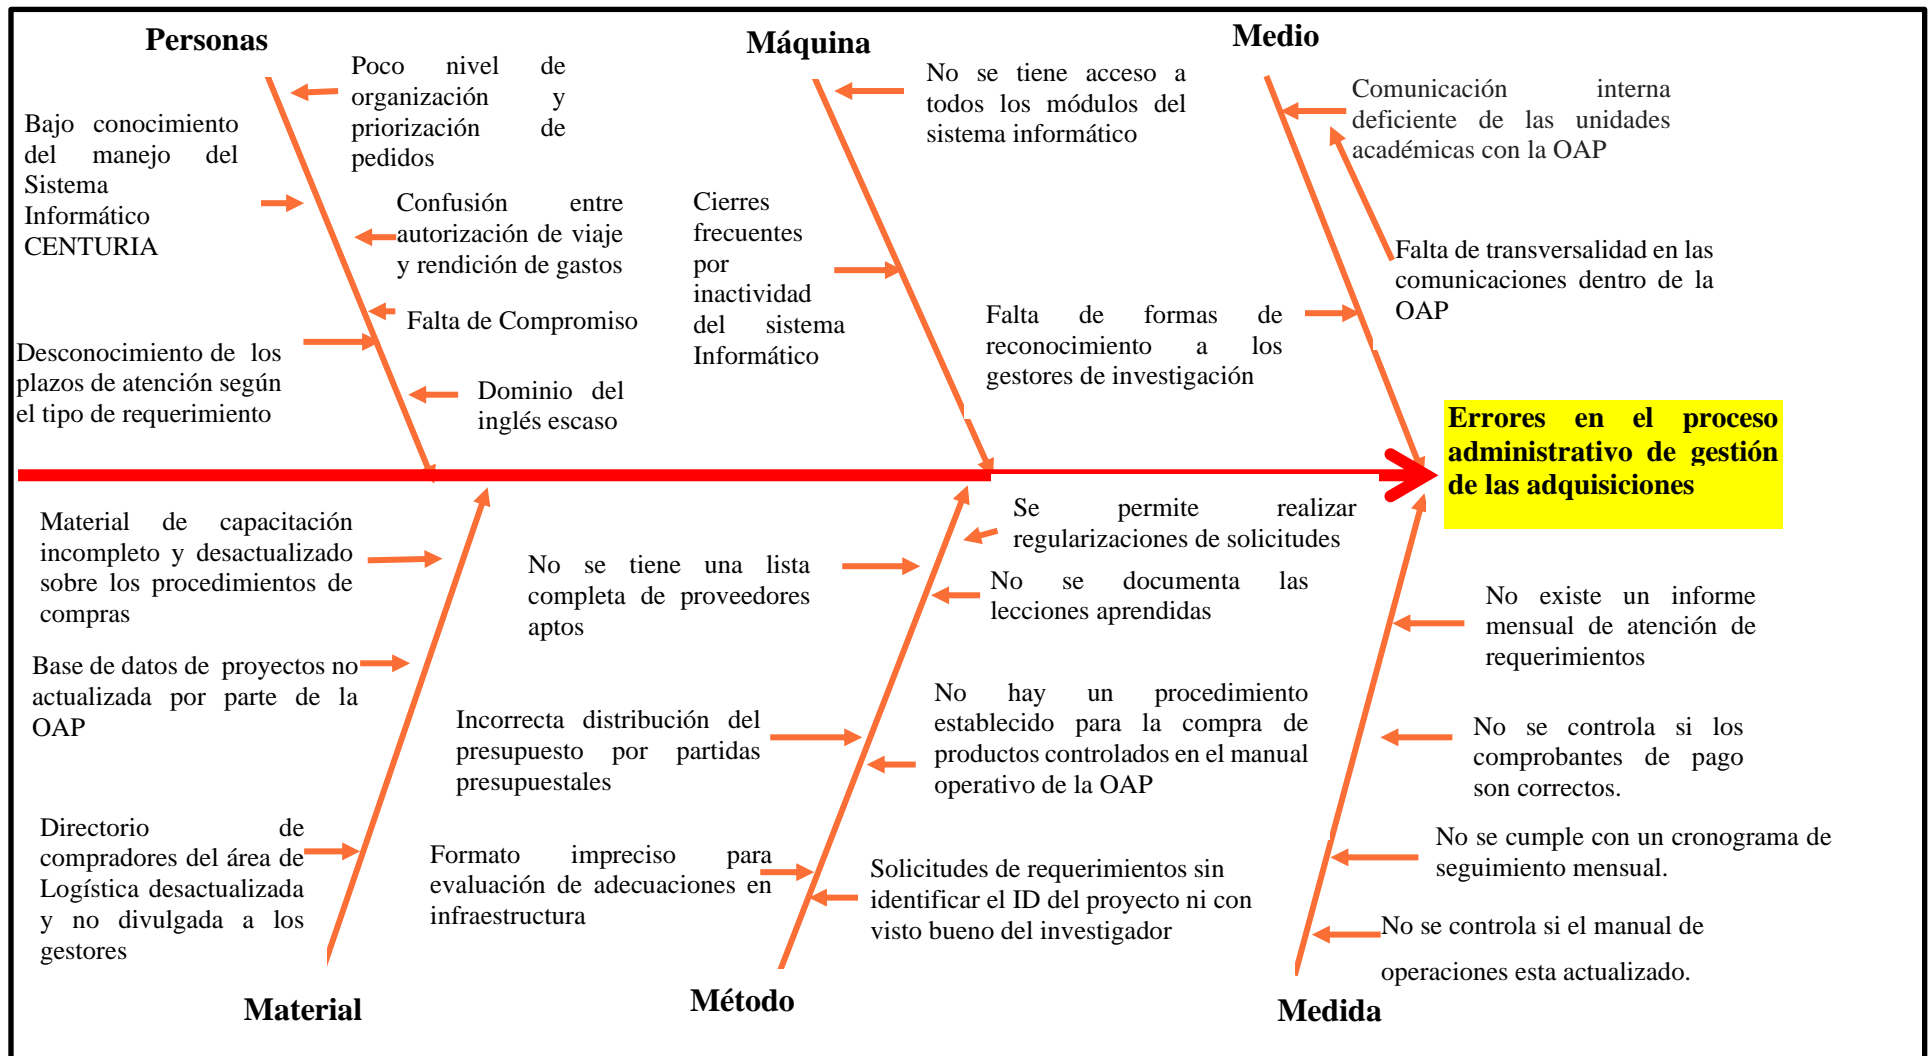 Personas
Poco nivel de
organización y
priorización de
pedidos
Bajo conocimiento
del manejo del
Sistema
Informático
CENTURIA
Confusión entre
autorización de viaje
y rendición de gastos
Falta de Compromiso
Desconocimiento de los
plazos de atención según
el tipo de requerimiento
Dominio del
inglés escaso
Máquina
No se tiene acceso a
todos los módulos del
sistema informático
Cierres
frecuentes
por
inactividad
del sistema
Informático
Medio
Comunicación interna
deficiente de las unidades
académicas con la OAP
Falta de transversalidad en las
comunicaciones dentro de la
OAP
Falta de formas de
reconocimiento a los
gestores de investigación
Errores en el proceso
administrativo de gestión
de las adquisiciones
Material de capacitación
incompleto y desactualizado
sobre los procedimientos de
compras
Base de datos de proyectos no
actualizada por parte de la
OAP
Directorio de
compradores del área de
Logística desactualizada
y no divulgada a los
gestores
Material
Se permite realizar
regularizaciones de solicitudes
No se tiene una lista
completa de proveedores
aptos
No se documenta las
lecciones aprendidas
Incorrecta distribución del
presupuesto por partidas
presupuestales
No hay un procedimiento
establecido para la compra de
productos controlados en el manual
operativo de la OAP
Formato impreciso para
evaluación de adecuaciones en
infraestructura
Solicitudes de requerimientos sin
identificar el ID del proyecto ni con
visto bueno del investigador
Método
No existe un informe
mensual de atención de
requerimientos
No se controla si los
comprobantes de pago
son correctos.
No se cumple con un cronograma de
seguimiento mensual.
No se controla si el manual de
operaciones esta actualizado.
Medida